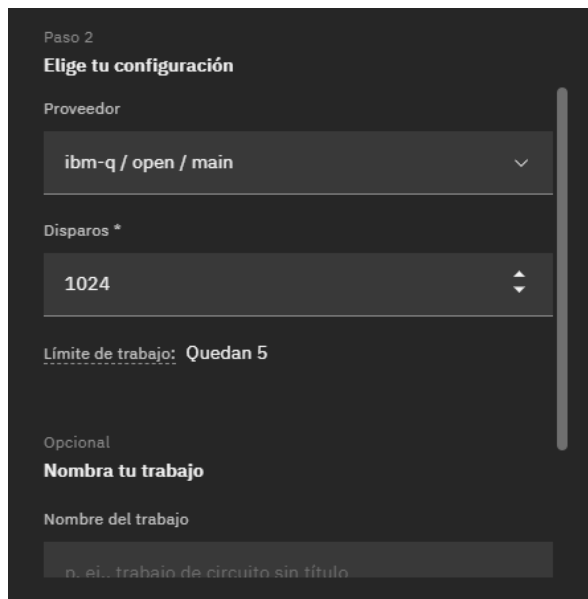 Paso 2
Elige tu configuración
Proveedor
ibm-q / open / main
Disparos *
1024
Límite de trabajo: Quedan 5
Opcional
Nombra tu trabajo
Nombre del trabajo
p. ej., trabajo de circuito sin título